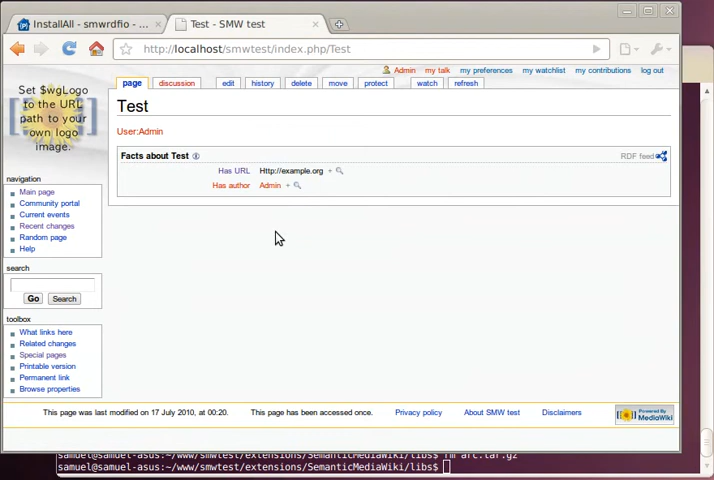 InstallAll - smwrdfio - ...
Test - SMW test
http://localhost/smwtest/index.php/Test
Admin my talk my preferences my watchlist my contributions log out
page discussion edit history delete move protect watch refresh
Set $wgLogo
to the URL
path to your
own logo
image.
Test
User:Admin
Facts about Test
RDF feed
Has URL Http://example.org +
Has author Admin +
navigation
Main page
Community portal
Current events
Recent changes
Random page
Help
search
Go Search
toolbox
What links here
Related changes
Special pages
Printable version
Permanent link
Browse properties
This page was last modified on 17 July 2010, at 00:20. This page has been accessed once. Privacy policy About SMW test Disclaimers
Powered By
MediaWiki
samuel@samuel-asus:~/www/smwtest/extensions/SemanticMediaWiki/libs$ rm arc.tar.gz
samuel@samuel-asus:~/www/smwtest/extensions/SemanticMediaWiki/libs$